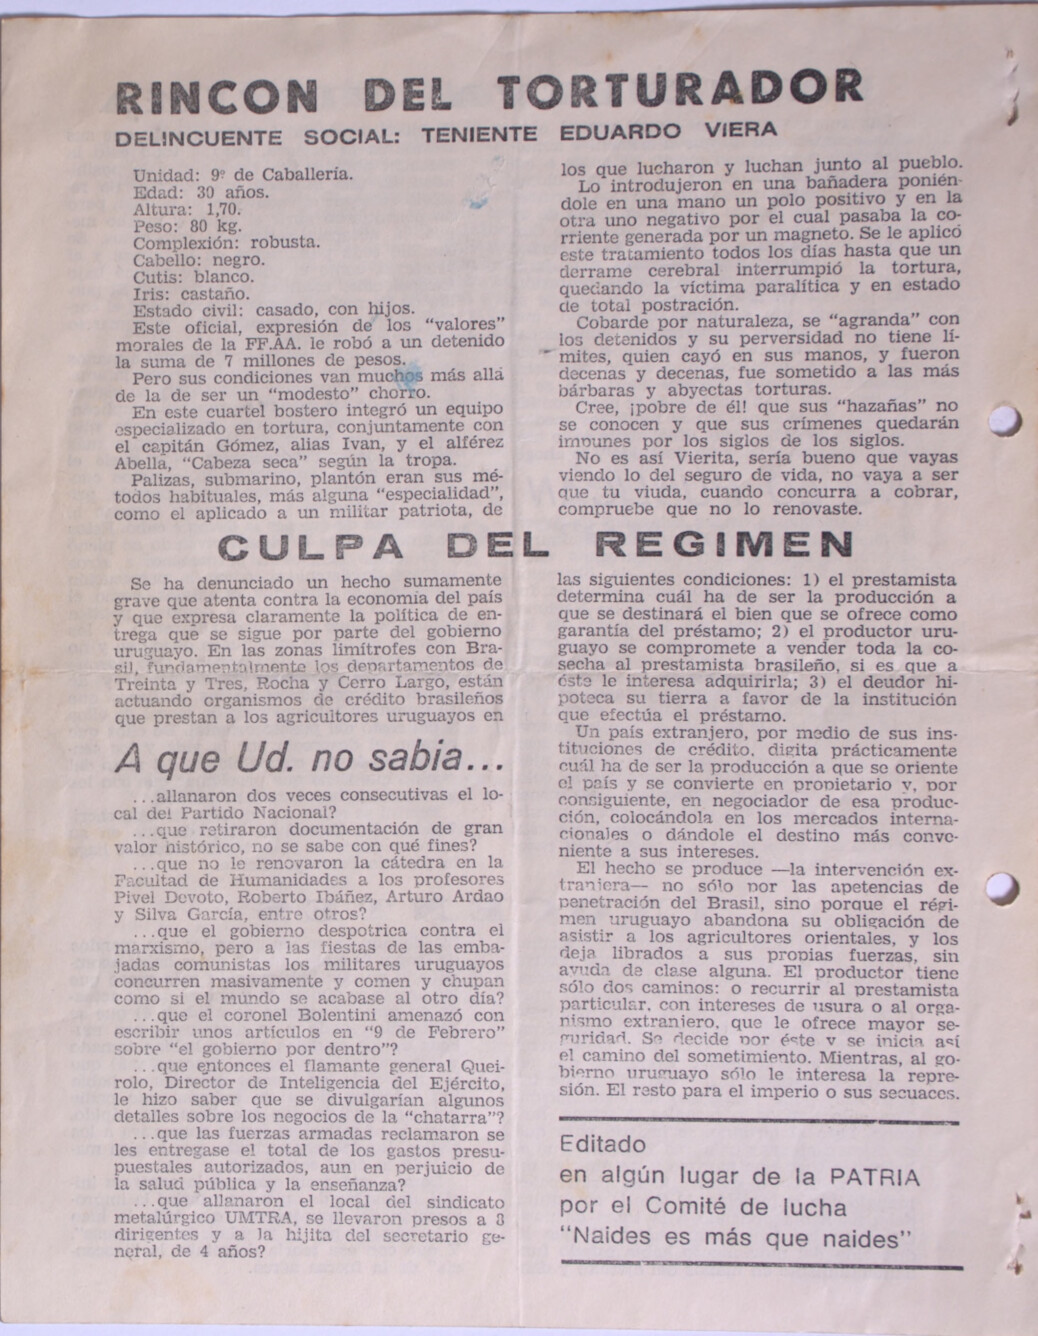 RINCON DEL TORTURADOR
DELINCUENTE SOCIAL: TENIENTE EDUARDO VIERA
Unidad: 9º de Caballería.
Edad: 30 años.
Altura: 1,70.
Peso: 80 kg.
Complexión: robusta.
Cabello: negro.
Cutis: blanco.
Iris: castaño.
Estado civil: casado, con hijos.
Este oficial, expresión de los “valores”
morales de la FF.AA. le robó a un detenido
la suma de 7 millones de pesos.
Pero sus condiciones van muchos más allá
de la de ser un “modesto” chorro.
En este cuartel bostero integró un equipo
especializado en tortura, conjuntamente con
el capitán Gómez, alias Ivan, y el alférez
Abella, “Cabeza seca” según la tropa.
Palizas, submarino, plantón eran sus mé-
todos habituales, más alguna “especialidad”,
como el aplicado a un militar patriota, de
los que lucharon y luchan junto al pueblo.
Lo introdujeron en una bañadera ponién-
dole en una mano un polo positivo y en la
otra uno negativo por el cual pasaba la co-
rriente generada por un magneto. Se le aplicó
este tratamiento todos los días hasta que un
derrame cerebral interrumpió la tortura,
quedando la víctima paralítica y en estado
de total postración.
Cobarde por naturaleza, se “agranda” con
los detenidos y su perversidad no tiene lí-
mites, quien cayó en sus manos, y fueron
decenas y decenas, fue sometido a las más
bárbaras y abyectas torturas.
Cree, ¡pobre de él! que sus “hazañas” no
se conocen y que sus crímenes quedarán
impunes por los siglos de los siglos.
No es así Vierita, sería bueno que vayas
viendo lo del seguro de vida, no vaya a ser
que tu viuda, cuando concurra a cobrar,
compruebe que no lo renovaste.
CULPA DEL REGIMEN
Se ha denunciado un hecho sumamente
grave que atenta contra la economía del país
y que expresa claramente la política de en-
trega que se sigue por parte del gobierno
uruguayo. En las zonas limítrofes con Bra-
sil, fundamentalmente los departamentos de
Treinta y Tres, Rocha y Cerro Largo, están
actuando organismos de crédito brasileños
que prestan a los agricultores uruguayos en
las siguientes condiciones: 1) el prestamista
determina cuál ha de ser la producción a
que se destinará el bien que se ofrece como
garantía del préstamo; 2) el productor uru-
guayo se compromete a vender toda la co-
secha al prestamista brasileño, si es que a
éste le interesa adquirirla; 3) el deudor hi-
poteca su tierra a favor de la institución
que efectúa el préstamo.
Un país extranjero, por medio de sus ins-
tituciones de crédito, digita prácticamente
cuál ha de ser la producción a que se oriente
el país y se convierte en propietario y, por
consiguiente, en negociador de esa produc-
ción, colocándola en los mercados interna-
cionales o dándole el destino más conve-
niente a sus intereses.
El hecho se produce —la intervención ex-
tranjera— no sólo por las apetencias de
penetración del Brasil, sino porque el régi-
men uruguayo abandona su obligación de
asistir a los agricultores orientales, y los
deja librados a sus propias fuerzas, sin
ayuda de clase alguna. El productor tiene
sólo dos caminos: o recurrir al prestamista
particular, con intereses de usura o al orga-
nismo extranjero, que le ofrece mayor se-
guridad. Se decide por éste y se inicia así
el camino del sometimiento. Mientras, al go-
bierno uruguayo sólo le interesa la repre-
sión. El resto para el imperio o sus secuaces.
A que Ud. no sabia...
...allanaron dos veces consecutivas el lo-
cal del Partido Nacional?
...que retiraron documentación de gran
valor histórico, no se sabe con qué fines?
...que no le renovaron la cátedra en la
Facultad de Humanidades a los profesores
Pivel Devoto, Roberto Ibáñez, Arturo Ardao
y Silva García, entre otros?
...que el gobierno despotrica contra el
marxismo, pero a las fiestas de las emba-
jadas comunistas los militares uruguayos
concurren masivamente y comen y chupan
como si el mundo se acabase al otro día?
...que el coronel Bolentini amenazó con
escribir unos artículos en “9 de Febrero”
sobre “el gobierno por dentro”?
...que entonces el flamante general Quei-
rolo, Director de Inteligencia del Ejército,
le hizo saber que se divulgarían algunos
detalles sobre los negocios de la “chatarra”?
...que las fuerzas armadas reclamaron se
les entregase el total de los gastos presu-
puestales autorizados, aun en perjuicio de
la salud pública y la enseñanza?
...que allanaron el local del sindicato
metalúrgico UMTRA, se llevaron presos a 8
dirigentes y a la hijita del secretario ge-
neral, de 4 años?
Editado
en algún lugar de la PATRIA
por el Comité de lucha
“Naides es más que naides”